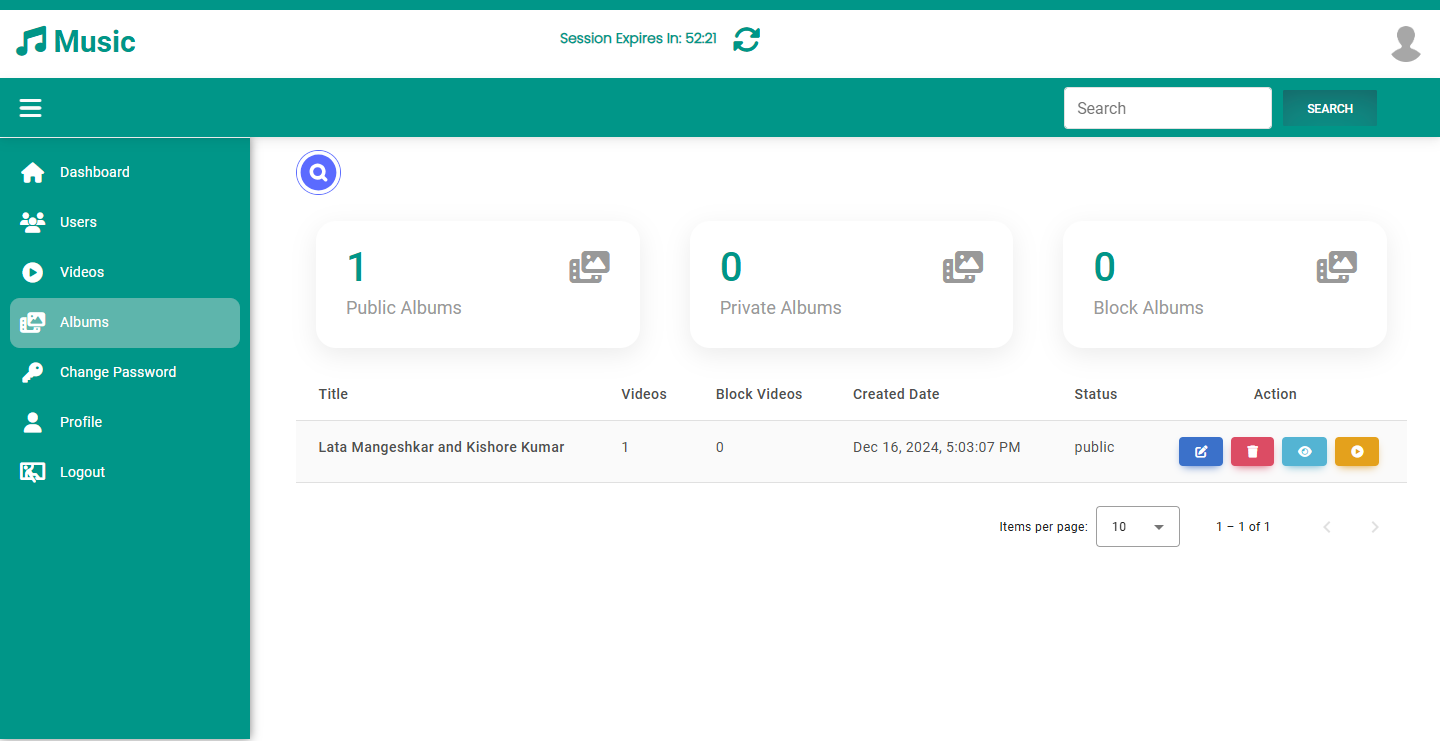 Music
Session Expires In: 52:21
Search
SEARCH
Dashboard
Users
Videos
Albums
Change Password
Profile
Logout
1
Public Albums
0
Private Albums
0
Block Albums
Title Videos Block Videos Created Date Status Action
Lata Mangeshkar and Kishore Kumar 1 0 Dec 16, 2024, 5:03:07 PM public
Items per page: 10 1 – 1 of 1